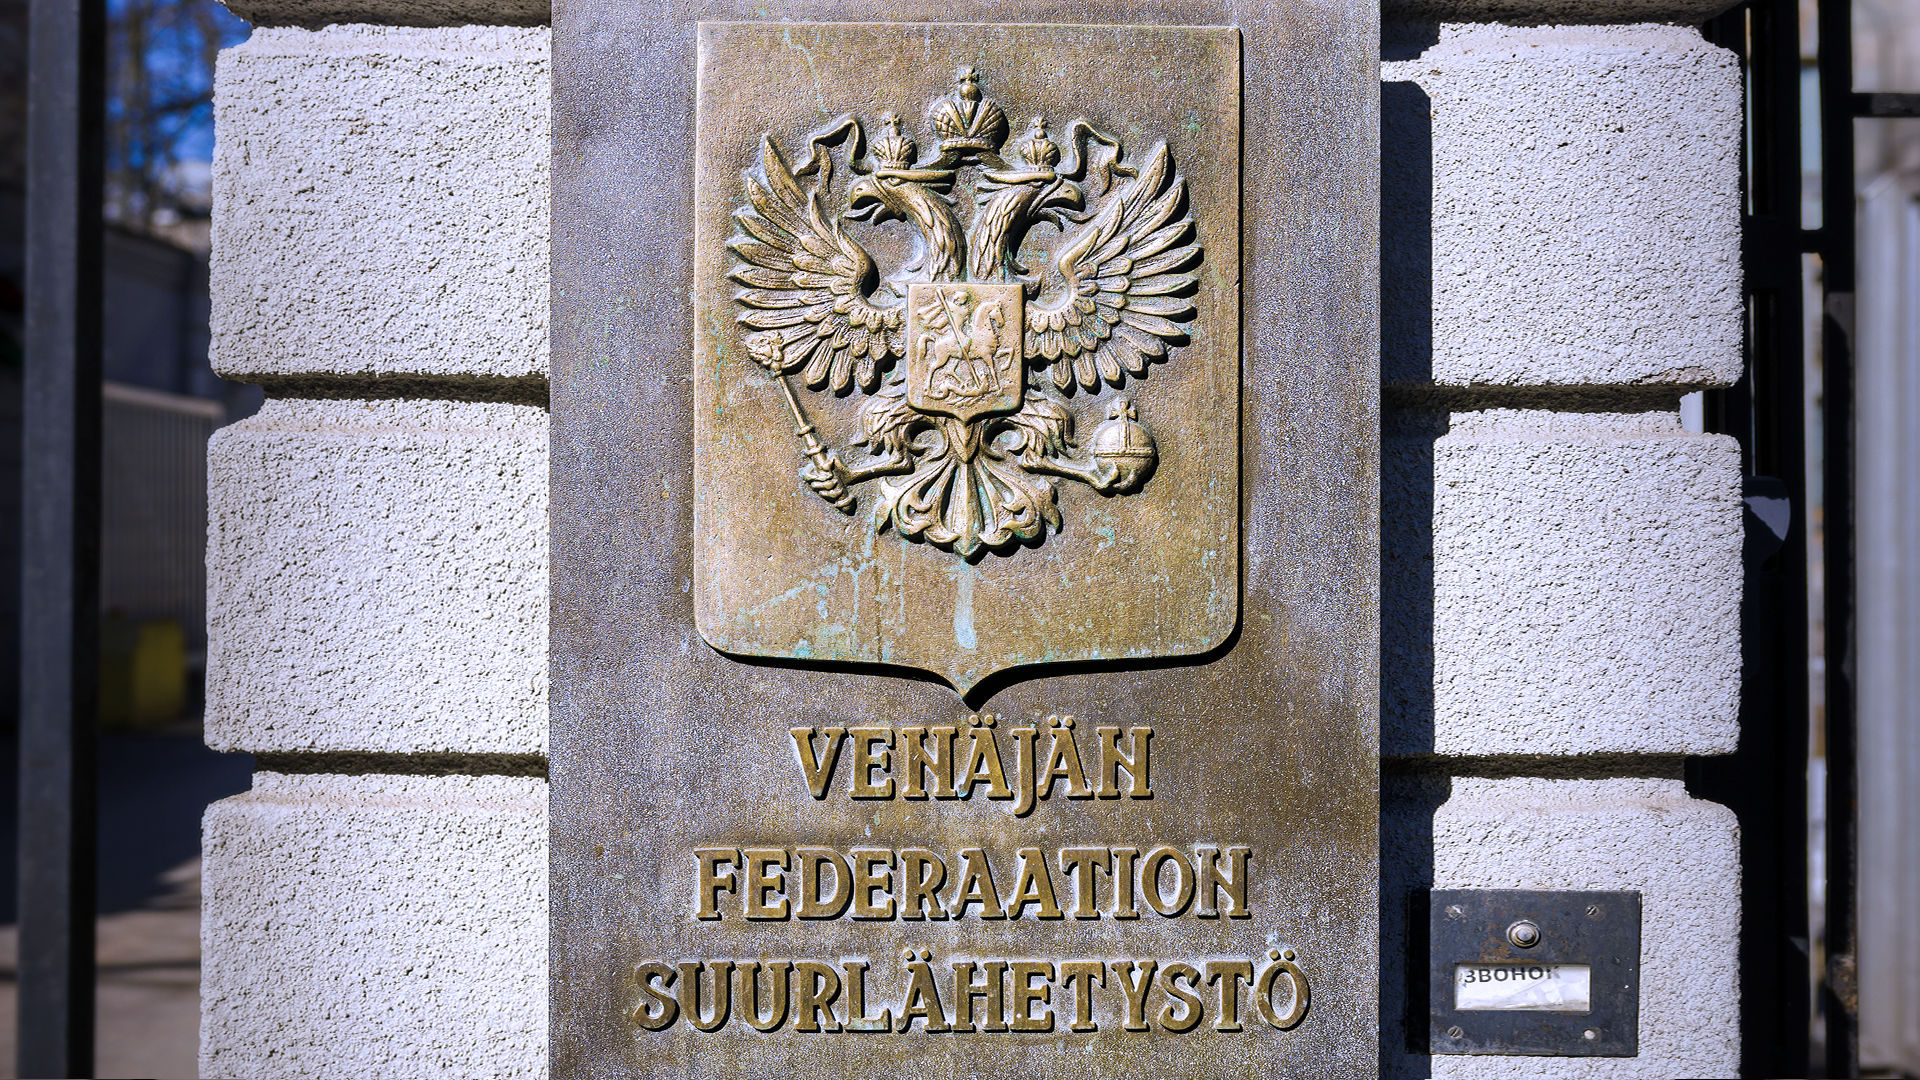 VENÄJÄN
FEDERAATION
SUURLÄHETYSTÖ
ЗВОНОК